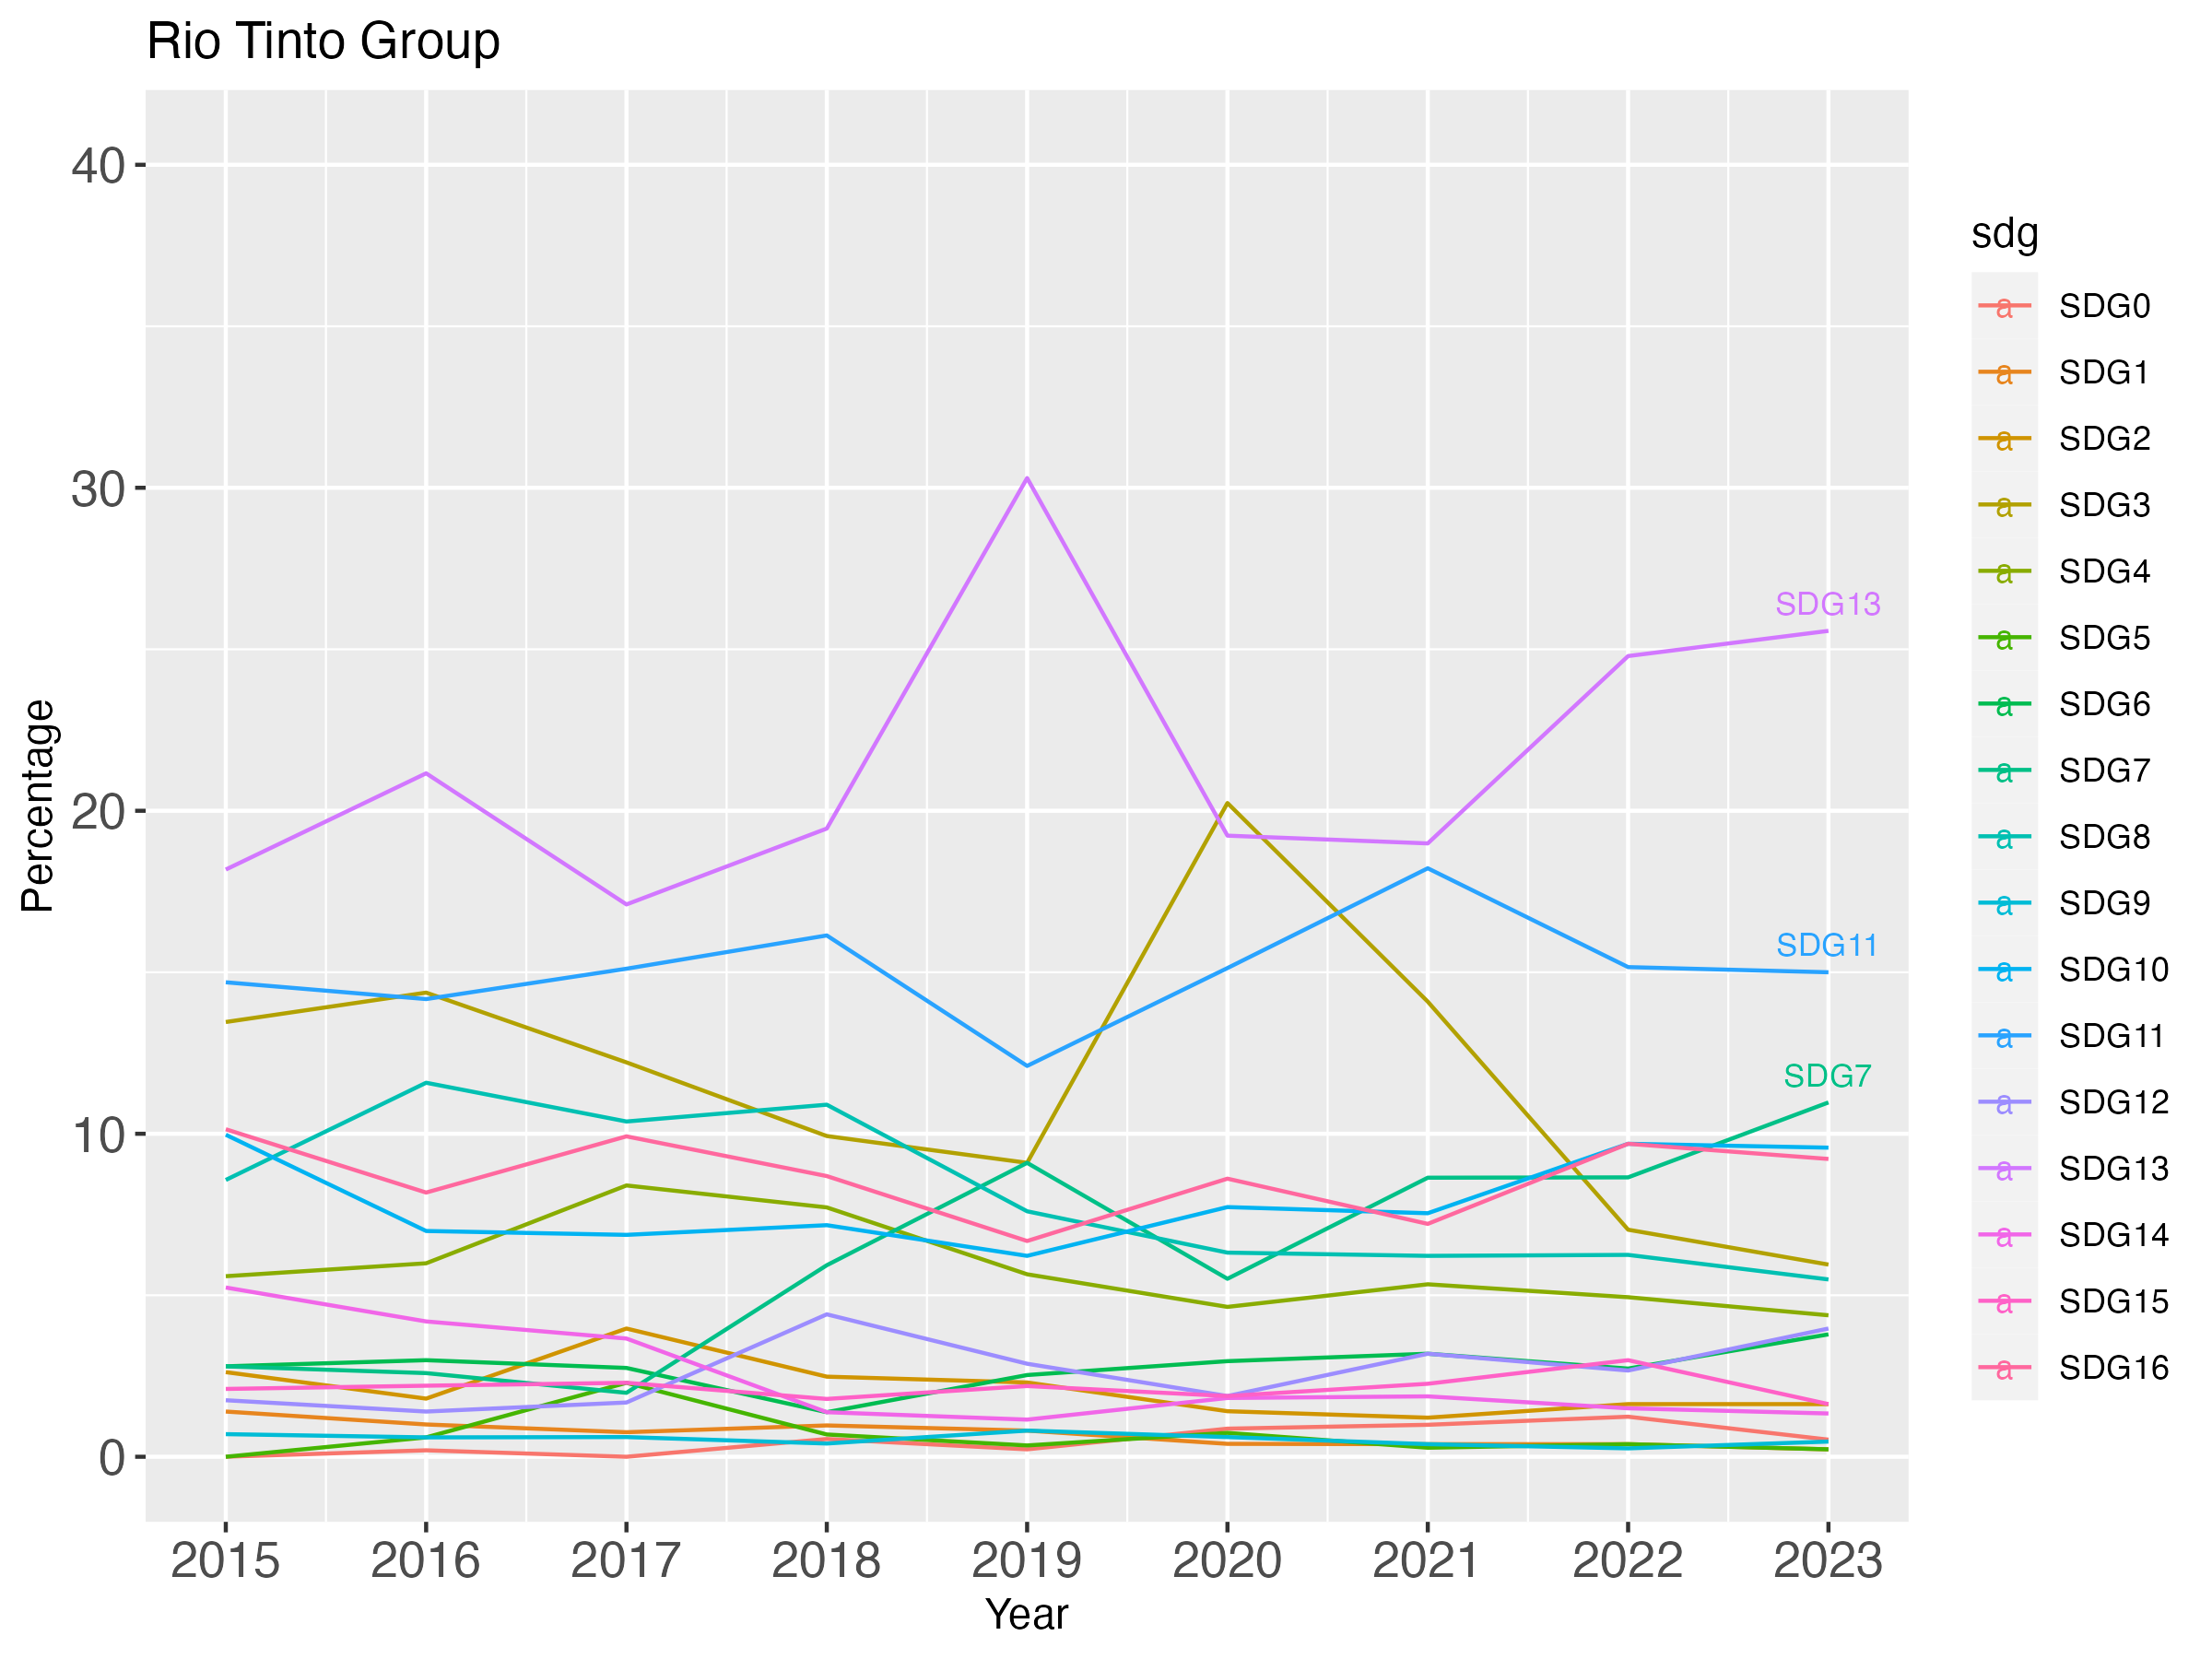 Rio Tinto Group
40
30
20
10
0
Percentage
SDG13
SDG11
SDG7
2015 2016 2017 2018 2019 2020 2021 2022 2023
Year
sdg
a SDG0
a SDG1
a SDG2
a SDG3
a SDG4
a SDG5
a SDG6
a SDG7
a SDG8
a SDG9
a SDG10
a SDG11
a SDG12
a SDG13
a SDG14
a SDG15
a SDG16